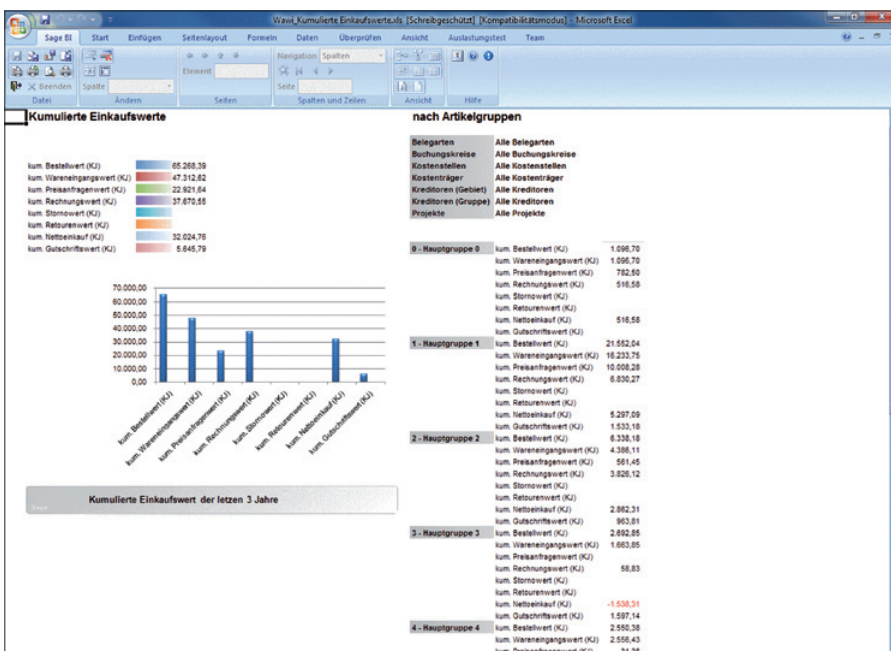 Wawi_Kumulierte Einkaufswerte.xls [Schreibgeschützt] [Kompatibilitätsmodus] - Microsoft Excel
Sage BI Start Einfügen Seitenlayout Formeln Daten Überprüfen Ansicht Auslastungstest Team
Navigation Spalten
Element
Beenden Spalte Seite
Datei Ändern Seiten Spalten und Zeilen Ansicht Hilfe
Kumulierte Einkaufswerte
kum. Bestellwert (KJ) 65.268,39
kum. Wareneingangswert (KJ) 47.312,62
kum. Preisanfragenwert (KJ) 22.921,64
kum. Rechnungswert (KJ) 37.670,55
kum. Stornowert (KJ)
kum. Retourenwert (KJ)
kum. Nettoeinkauf (KJ) 32.024,76
kum. Gutschriftswert (KJ) 5.645,79
70.000,00
60.000,00
50.000,00
40.000,00
30.000,00
20.000,00
10.000,00
0,00
kum. Bestellwert (KJ)
kum. Wareneingangswert (KJ)
kum. Preisanfragenwert (KJ)
kum. Rechnungswert (KJ)
kum. Stornowert (KJ)
kum. Retourenwert (KJ)
kum. Nettoeinkauf (KJ)
kum. Gutschriftswert (KJ)
Sage
Kumulierte Einkaufswert der letzen 3 Jahre
nach Artikelgruppen
Belegarten Alle Belegarten
Buchungskreise Alle Buchungskreise
Kostenstellen Alle Kostenstellen
Kostenträger Alle Kostenträger
Kreditoren (Gebiet) Alle Kreditoren
Kreditoren (Gruppe) Alle Kreditoren
Projekte Alle Projekte
0 - Hauptgruppe 0 kum. Bestellwert (KJ) 1.096,70
kum. Wareneingangswert (KJ) 1.096,70
kum. Preisanfragenwert (KJ) 782,50
kum. Rechnungswert (KJ) 516,58
kum. Stornowert (KJ)
kum. Retourenwert (KJ)
kum. Nettoeinkauf (KJ) 516,58
kum. Gutschriftswert (KJ)
1 - Hauptgruppe 1 kum. Bestellwert (KJ) 21.552,04
kum. Wareneingangswert (KJ) 16.233,75
kum. Preisanfragenwert (KJ) 10.008,28
kum. Rechnungswert (KJ) 6.830,27
kum. Stornowert (KJ)
kum. Retourenwert (KJ)
kum. Nettoeinkauf (KJ) 5.297,09
kum. Gutschriftswert (KJ) 1.533,18
2 - Hauptgruppe 2 kum. Bestellwert (KJ) 6.338,18
kum. Wareneingangswert (KJ) 4.386,11
kum. Preisanfragenwert (KJ) 561,45
kum. Rechnungswert (KJ) 3.826,12
kum. Stornowert (KJ)
kum. Retourenwert (KJ)
kum. Nettoeinkauf (KJ) 2.862,31
kum. Gutschriftswert (KJ) 963,81
3 - Hauptgruppe 3 kum. Bestellwert (KJ) 2.692,85
kum. Wareneingangswert (KJ) 1.663,85
kum. Preisanfragenwert (KJ)
kum. Rechnungswert (KJ) 58,83
kum. Stornowert (KJ)
kum. Retourenwert (KJ)
kum. Nettoeinkauf (KJ) -1.538,31
kum. Gutschriftswert (KJ) 1.597,14
4 - Hauptgruppe 4 kum. Bestellwert (KJ) 2.550,38
kum. Wareneingangswert (KJ) 2.556,43